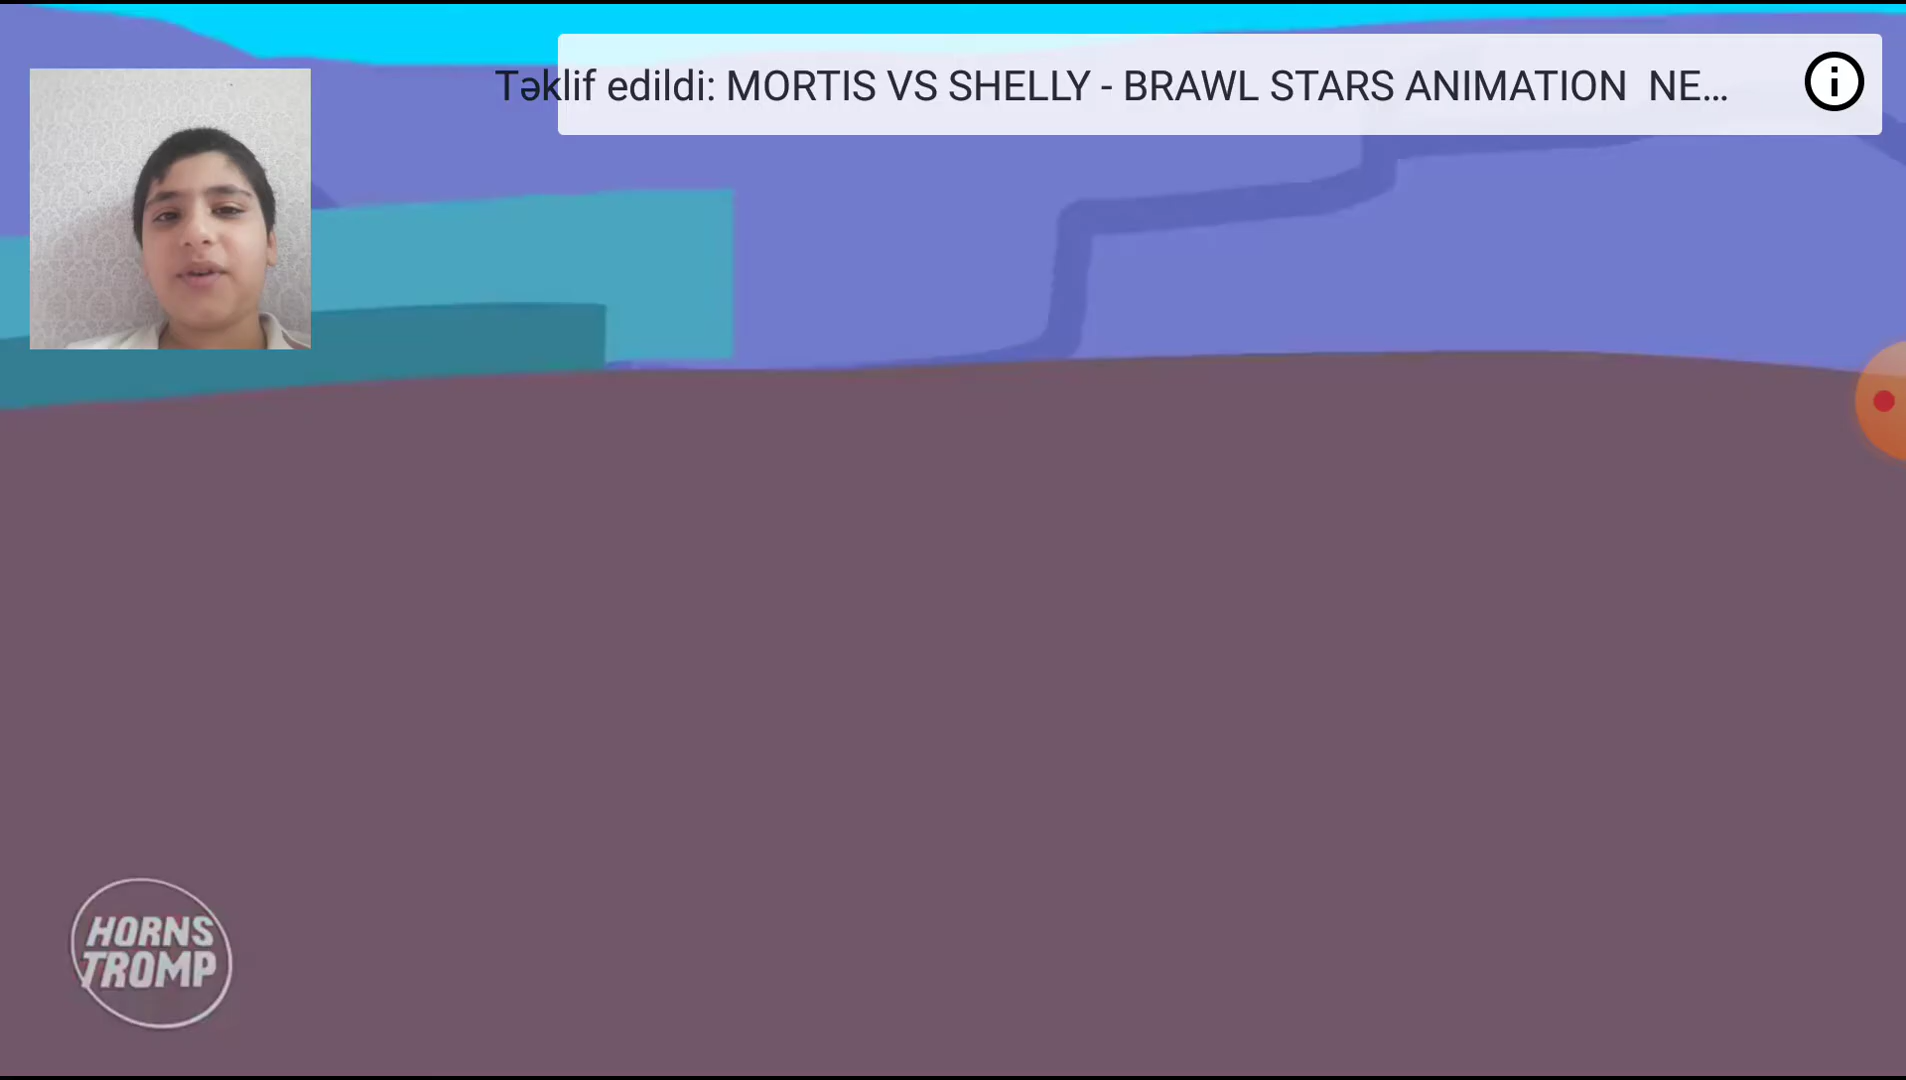 Təklif edildi: MORTIS VS SHELLY - BRAWL STARS ANIMATION NE...
HORNS
TROMP